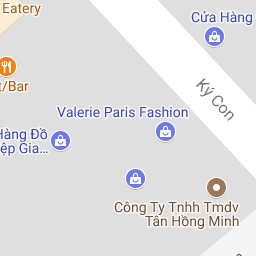 Eatery
Cửa Hàng
t/Bar
Ký Con
Valerie Paris Fashion
Hàng Đồ
ệp Gia...
Công Ty Tnhh Tmdv
Tân Hồng Minh